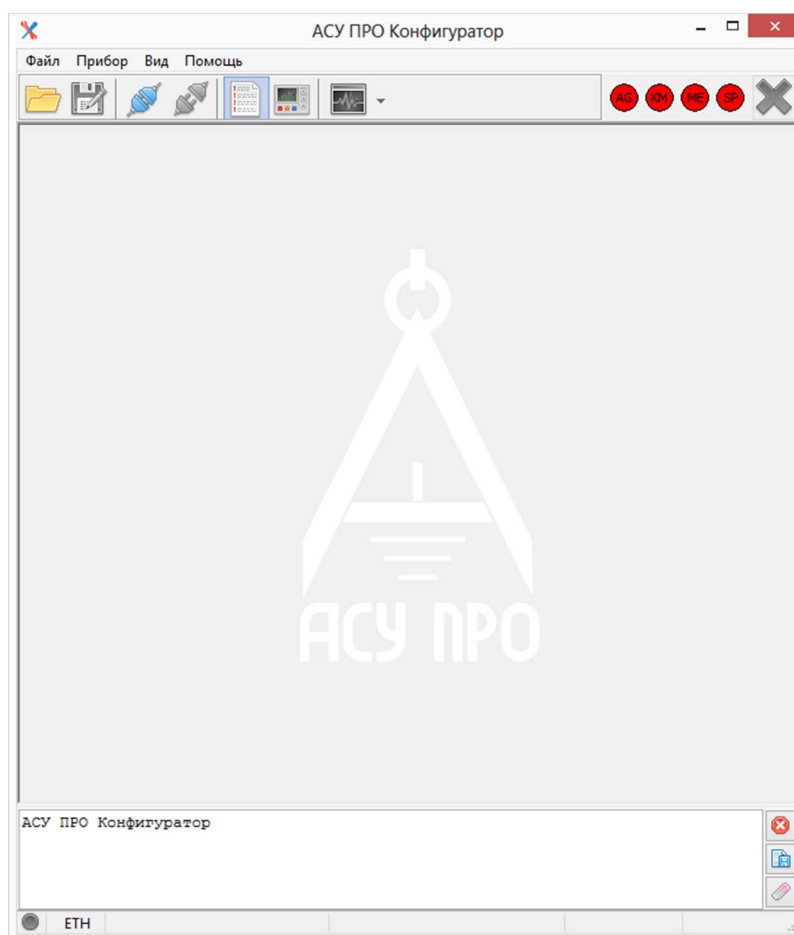 АСУ ПРО Конфигуратор
Файл Прибор Вид Помощь
AG KM ME SP
АСУ ПРО
АСУ ПРО Конфигуратор
ETH